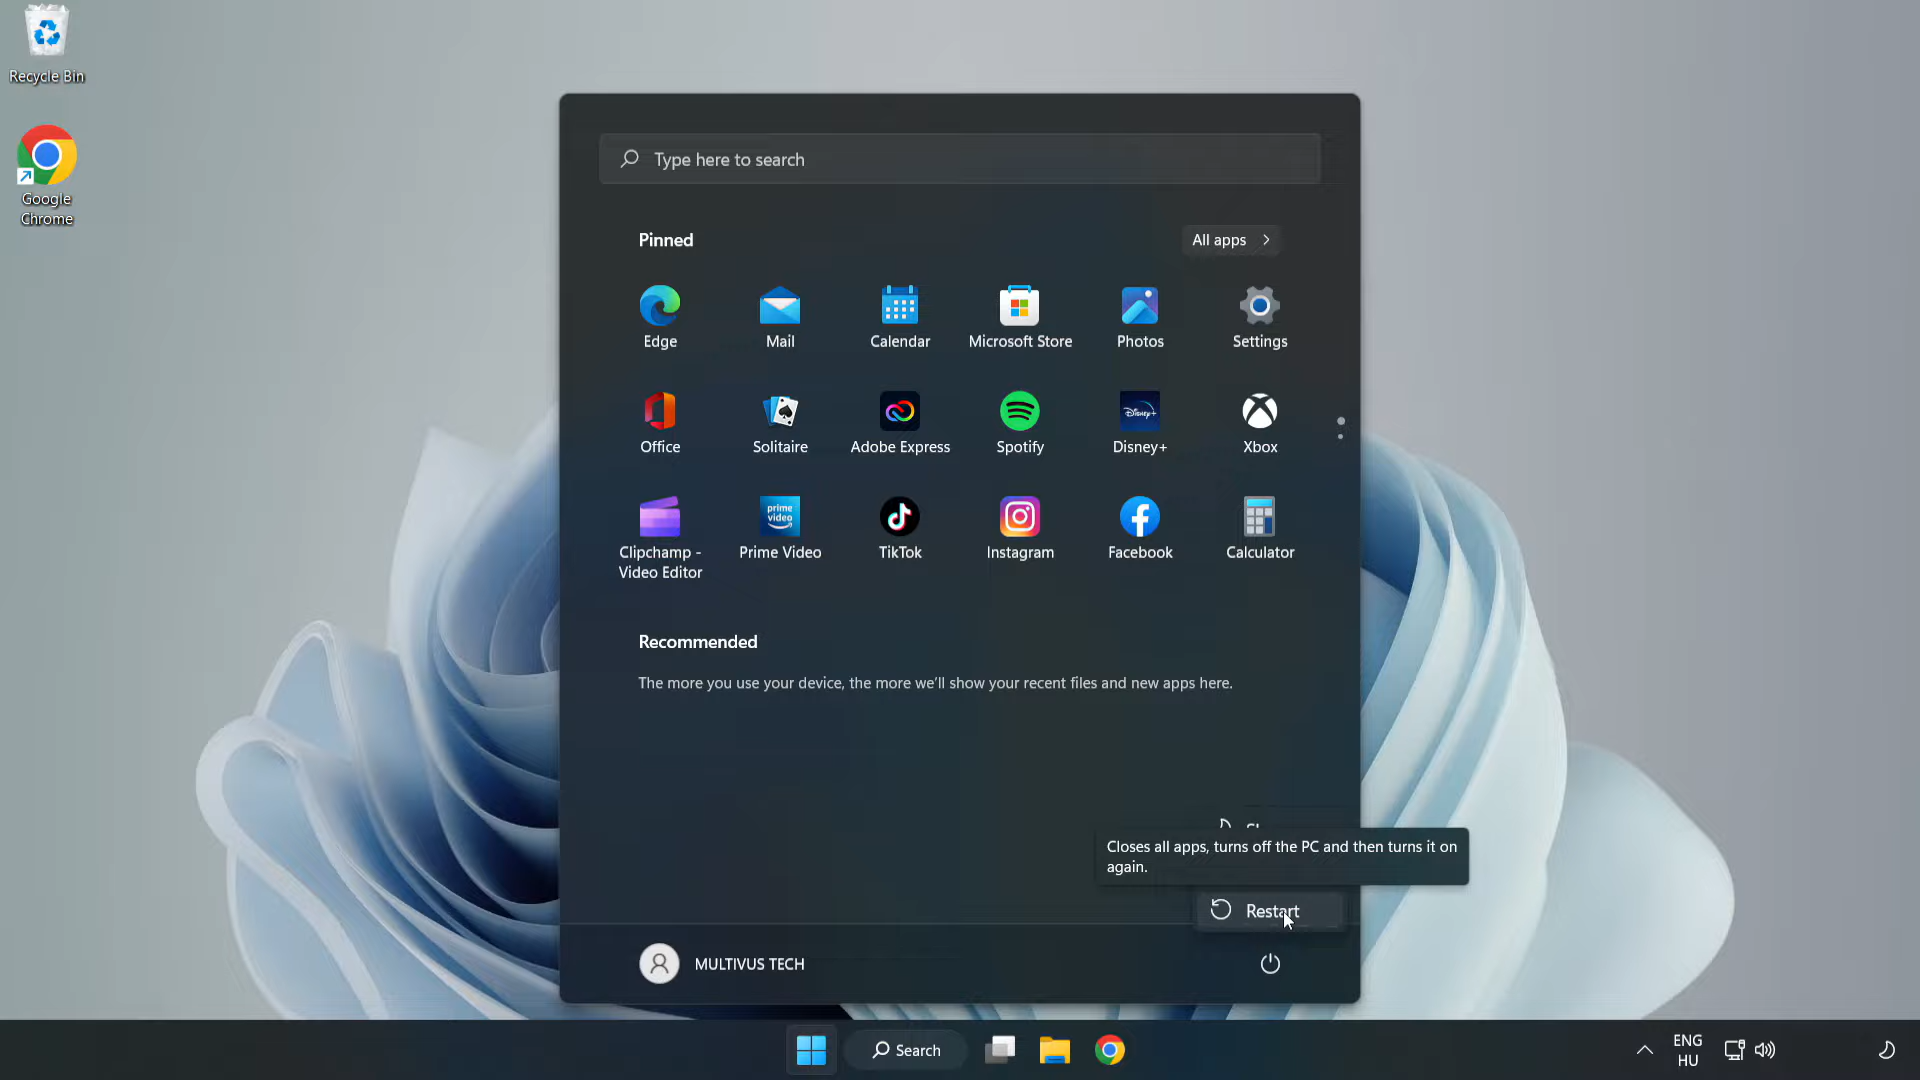 Recycle Bin
Google
Chrome
Type here to search
Pinned
All apps
Edge
Mail
Calendar
Microsoft Store
Photos
Settings
Office
Solitaire
Adobe Express
Disney+
Spotify
Disney+
Xbox
prime
video
Clipchamp -
Video Editor
Prime Video
TikTok
Instagram
Facebook
Calculator
Recommended
The more you use your device, the more we'll show your recent files and new apps here.
Closes all apps, turns off the PC and then turns it on
again.
Restart
MULTIVUS TECH
Search
ENG
HU